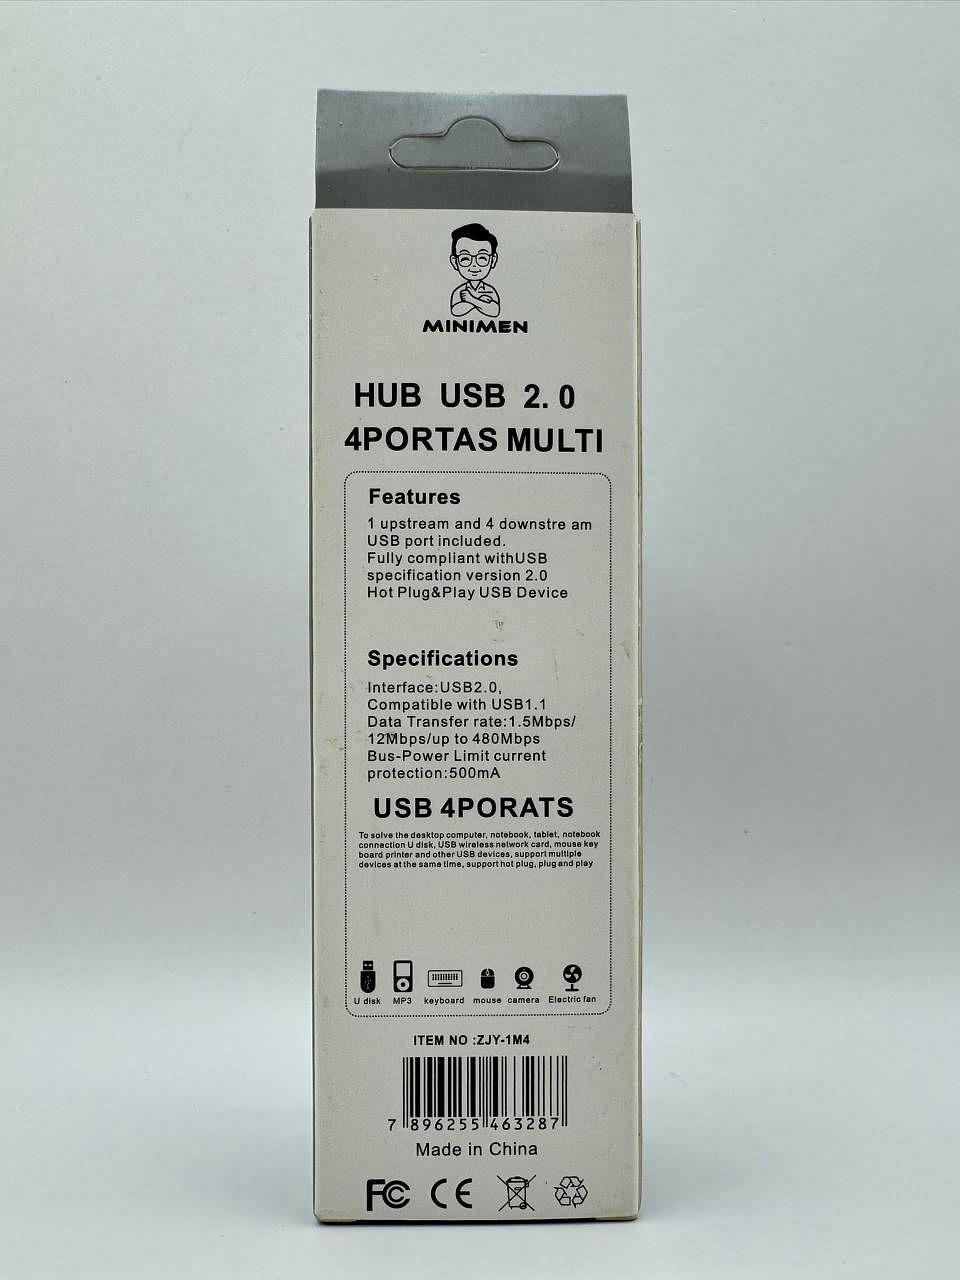 MINIMEN
HUB USB 2.0
4PORTAS MULTI
Features
1 upstream and 4 downstre am
USB port included.
Fully compliant withUSB
specification version 2.0
Hot Plug&Play USB Device
Specifications
Interface:USB2.0,
Compatible with USB1.1
Data Transfer rate:1.5Mbps/
12Mbps/up to 480Mbps
Bus-Power Limit current
protection:500mA
USB 4PORATS
To solve the desktop computer, notebook, tablet, notebook
connection U disk, USB wireless network card, mouse key
board printer and other USB devices, support multiple
devices at the same time, support hot plug, plug and play
U disk MP3 keyboard mouse camera Electric fan
ITEM NO :ZJY-1M4
7 896255 463287
Made in China
FC CE